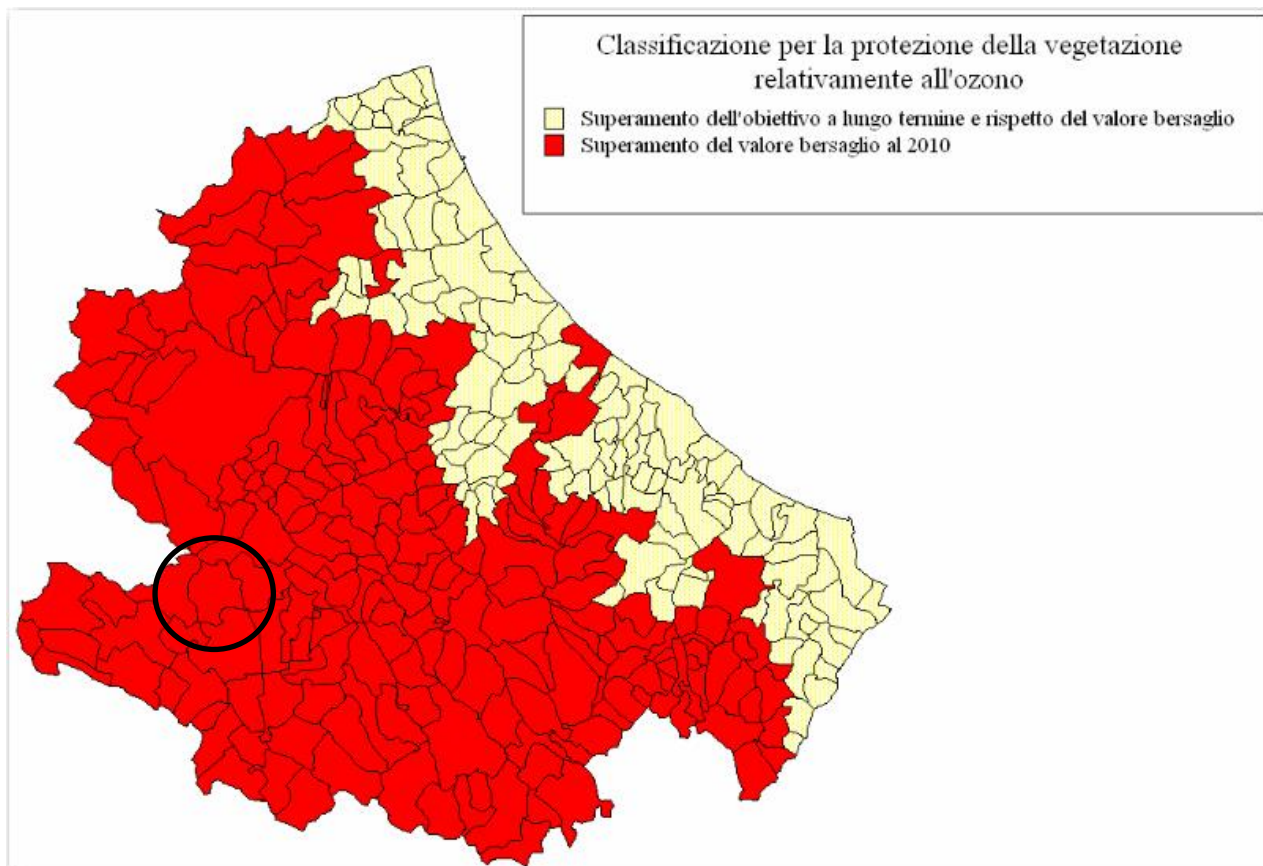 Classificazione per la protezione della vegetazione
relativamente all'ozono
Superamento dell'obiettivo a lungo termine e rispetto del valore bersaglio
Superamento del valore bersaglio al 2010